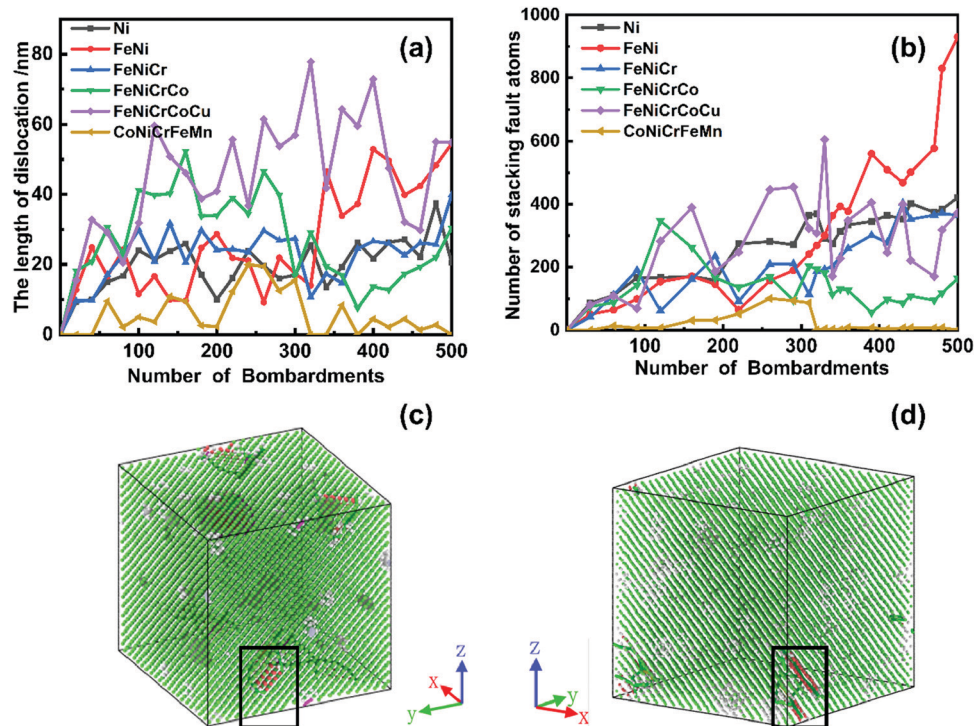 (a)
The length of dislocation /nm
80
60
40
20
0
Ni
FeNi
FeNiCr
FeNiCrCo
FeNiCrCoCu
CoNiCrFeMn
0
100
200
300
400
500
Number of Bombardments
(b)
Number of stacking fault atoms
1000
800
600
400
200
0
Ni
FeNi
FeNiCr
FeNiCrCo
FeNiCrCoCu
CoNiCrFeMn
100
200
300
400
500
Number of Bombardments
(c)
z
x
y
(d)
z
y
x